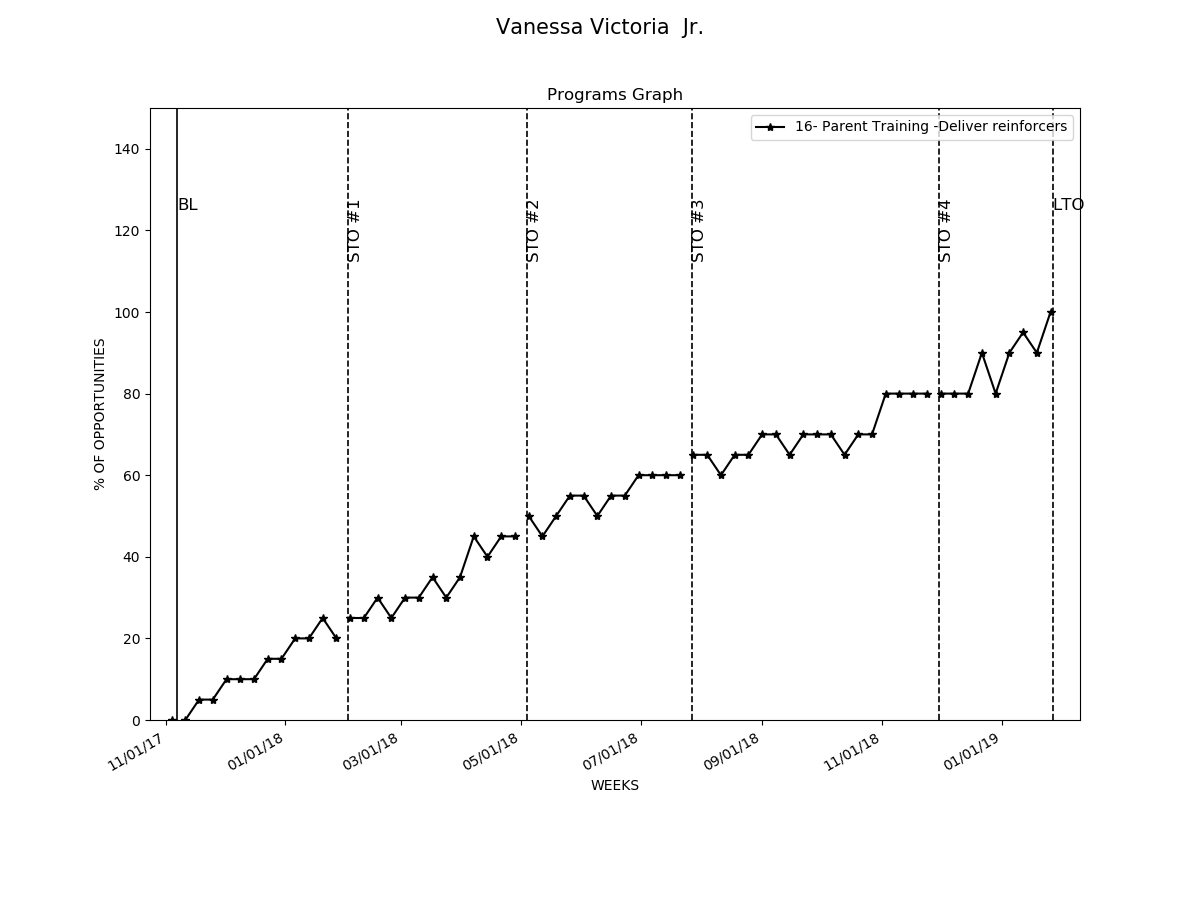 Vanessa Victoria  Jr.
Programs Graph
16- Parent Training -Deliver reinforcers
140
120
100
80
60
40
20
0
% OF OPPORTUNITIES
BL
STO #1
STO #2
STO #3
STO #4
LTO
11/01/17
01/01/18
03/01/18
05/01/18
07/01/18
09/01/18
11/01/18
01/01/19
WEEKS